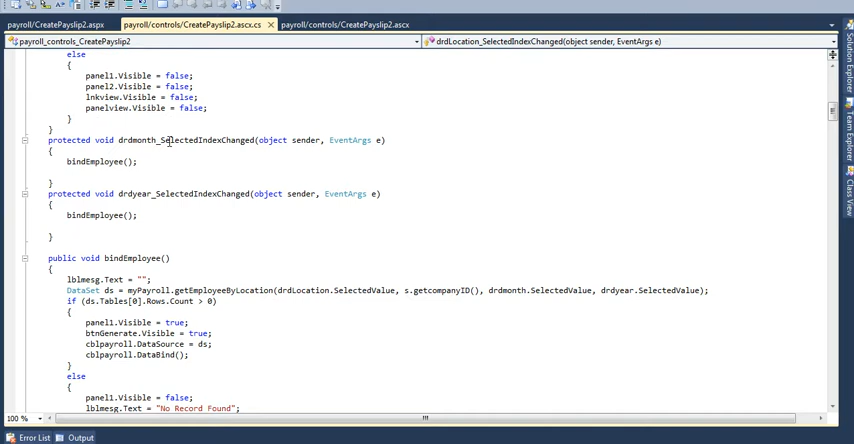 payroll/CreatePayslip2.aspx payroll/controls/CreatePayslip2.ascx.cs payroll/controls/CreatePayslip2.ascx
payroll_controls_CreatePayslip2 drdLocation_SelectedIndexChanged(object sender, EventArgs e)
else
{
panel1.Visible = false;
panel2.Visible = false;
lnkview.Visible = false;
panelview.Visible = false;
}
}
protected void drdmonth_SelectedIndexChanged(object sender, EventArgs e)
{
bindEmployee();
}
protected void drdyear_SelectedIndexChanged(object sender, EventArgs e)
{
bindEmployee();
}
public void bindEmployee()
{
lblmesg.Text = "";
DataSet ds = myPayroll.getEmployeeByLocation(drdLocation.SelectedValue, s.getcompanyID(), drdmonth.SelectedValue, drdyear.SelectedValue);
if (ds.Tables[0].Rows.Count > 0)
{
panel1.Visible = true;
btnGenerate.Visible = true;
cblpayroll.DataSource = ds;
cblpayroll.DataBind();
}
else
{
panel1.Visible = false;
lblmesg.Text = "No Record Found";
100 %
Error List Output
Solution Explorer
Team Explorer
Class View